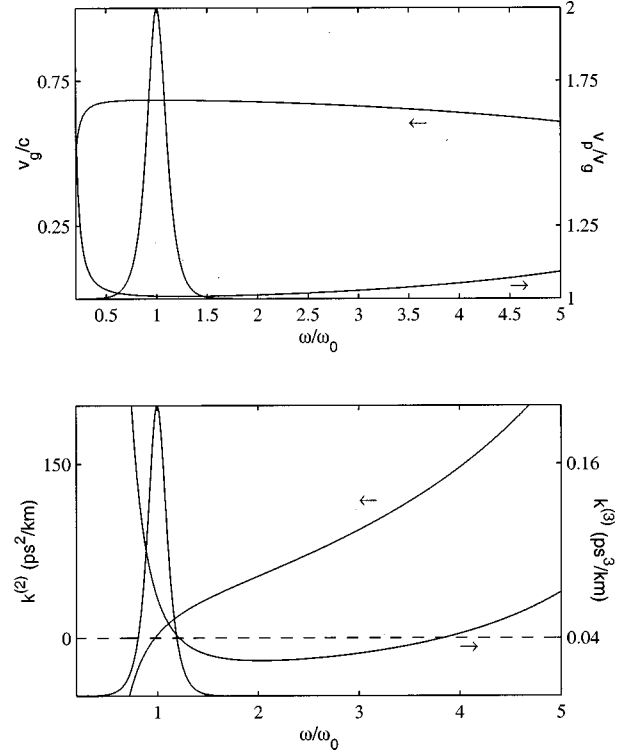 2
0.75
1.75
v_g/c
v_p/v_g
←
0.25
1.25
→
1
0.5 1 1.5 2 2.5 3 3.5 4 4.5 5
ω/ω_0
150
0.16
←
k^(2) (ps^2/km)
k^(3) (ps^3/km)
0
0.04
→
1 2 3 4 5
ω/ω_0